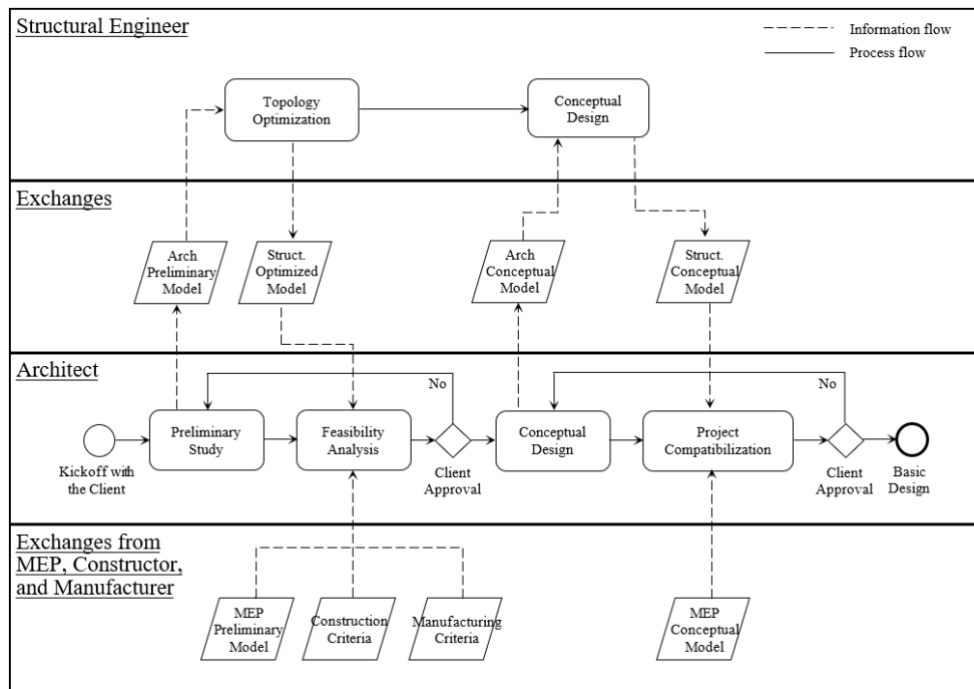 Structural Engineer
Information flow
Process flow
Topology
Optimization
Conceptual
Design
Exchanges
Arch
Preliminary
Model
Struct.
Optimized
Model
Arch
Conceptual
Model
Struct.
Conceptual
Model
Architect
No
No
Preliminary
Study
Feasibility
Analysis
Conceptual
Design
Project
Compatibilization
Kickoff with
the Client
Client
Approval
Client
Approval
Basic
Design
Exchanges from
MEP, Constructor,
and Manufacturer
MEP
Preliminary
Model
Construction
Criteria
Manufacturing
Criteria
MEP
Conceptual
Model